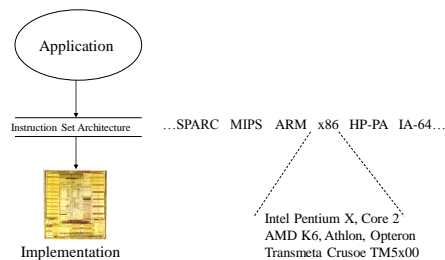 Application
Instruction Set Architecture
…SPARC MIPS ARM x86 HP-PA IA-64…
Intel Pentium X, Core 2
AMD K6, Athlon, Opteron
Transmeta Crusoe TM5x00
Implementation